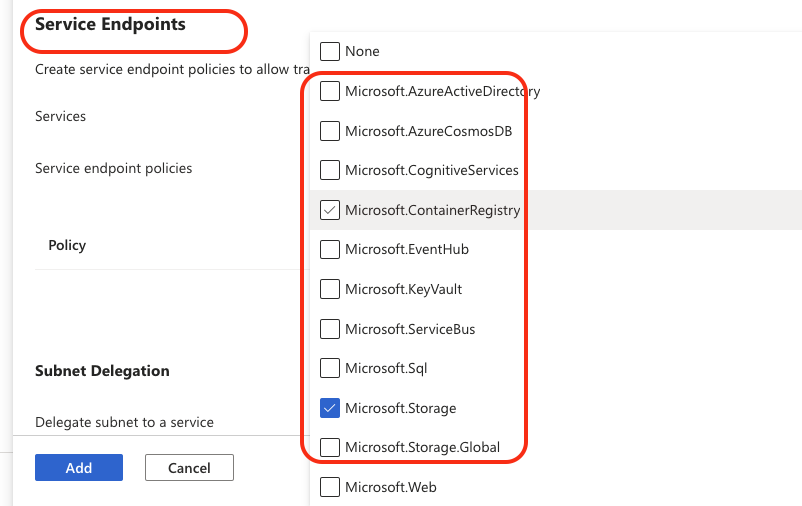 Service Endpoints
None
Create service endpoint policies to allow tra
Microsoft.AzureActiveDirectory
Services
Microsoft.AzureCosmosDB
Service endpoint policies
Microsoft.CognitiveServices
Microsoft.ContainerRegistry
Policy
Microsoft.EventHub
Microsoft.KeyVault
Microsoft.ServiceBus
Subnet Delegation
Microsoft.Sql
Microsoft.Storage
Delegate subnet to a service
Microsoft.Storage.Global
Add
Cancel
Microsoft.Web